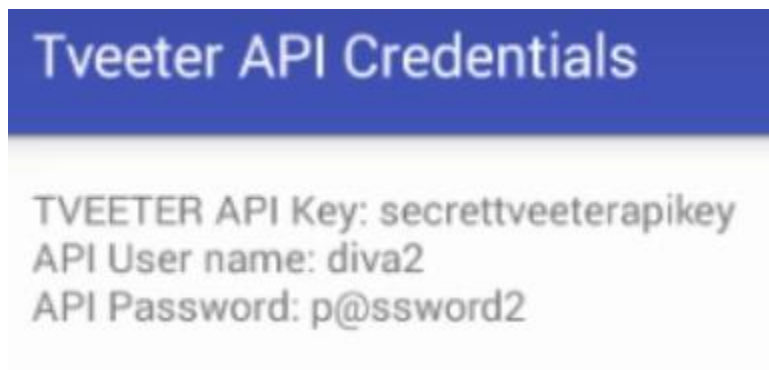 Tveeter API Credentials
TVEETER API Key: secrettveeterapikey
API User name: diva2
API Password: p@ssword2